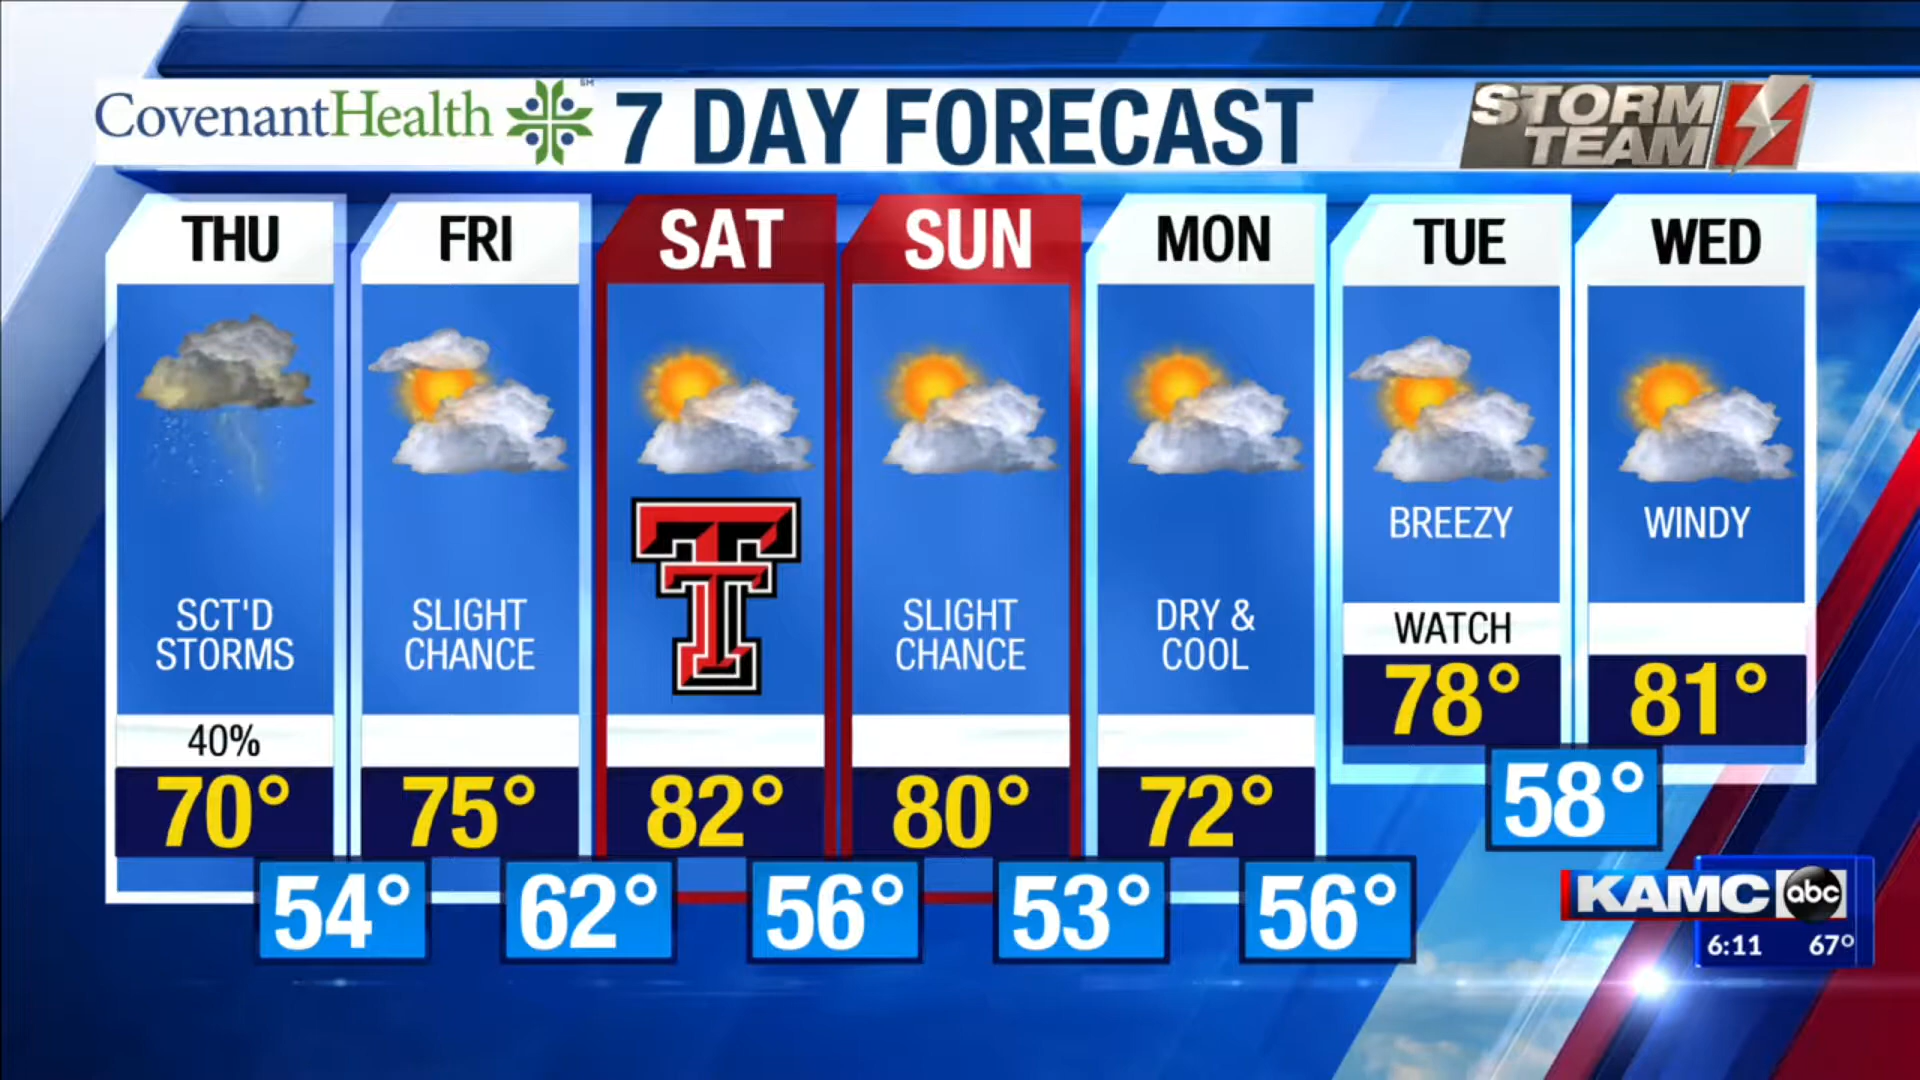 CovenantHealth SM 7 DAY FORECAST STORM TEAM
THU FRI SAT SUN MON TUE WED
BREEZY WINDY
SCT'D STORMS
SLIGHT CHANCE
TT
SLIGHT CHANCE
DRY & COOL
WATCH
40%
70° 75° 82° 80° 72° 78° 81°
54° 62° 56° 53° 56° 58°
KAMC abc
6:11 67°